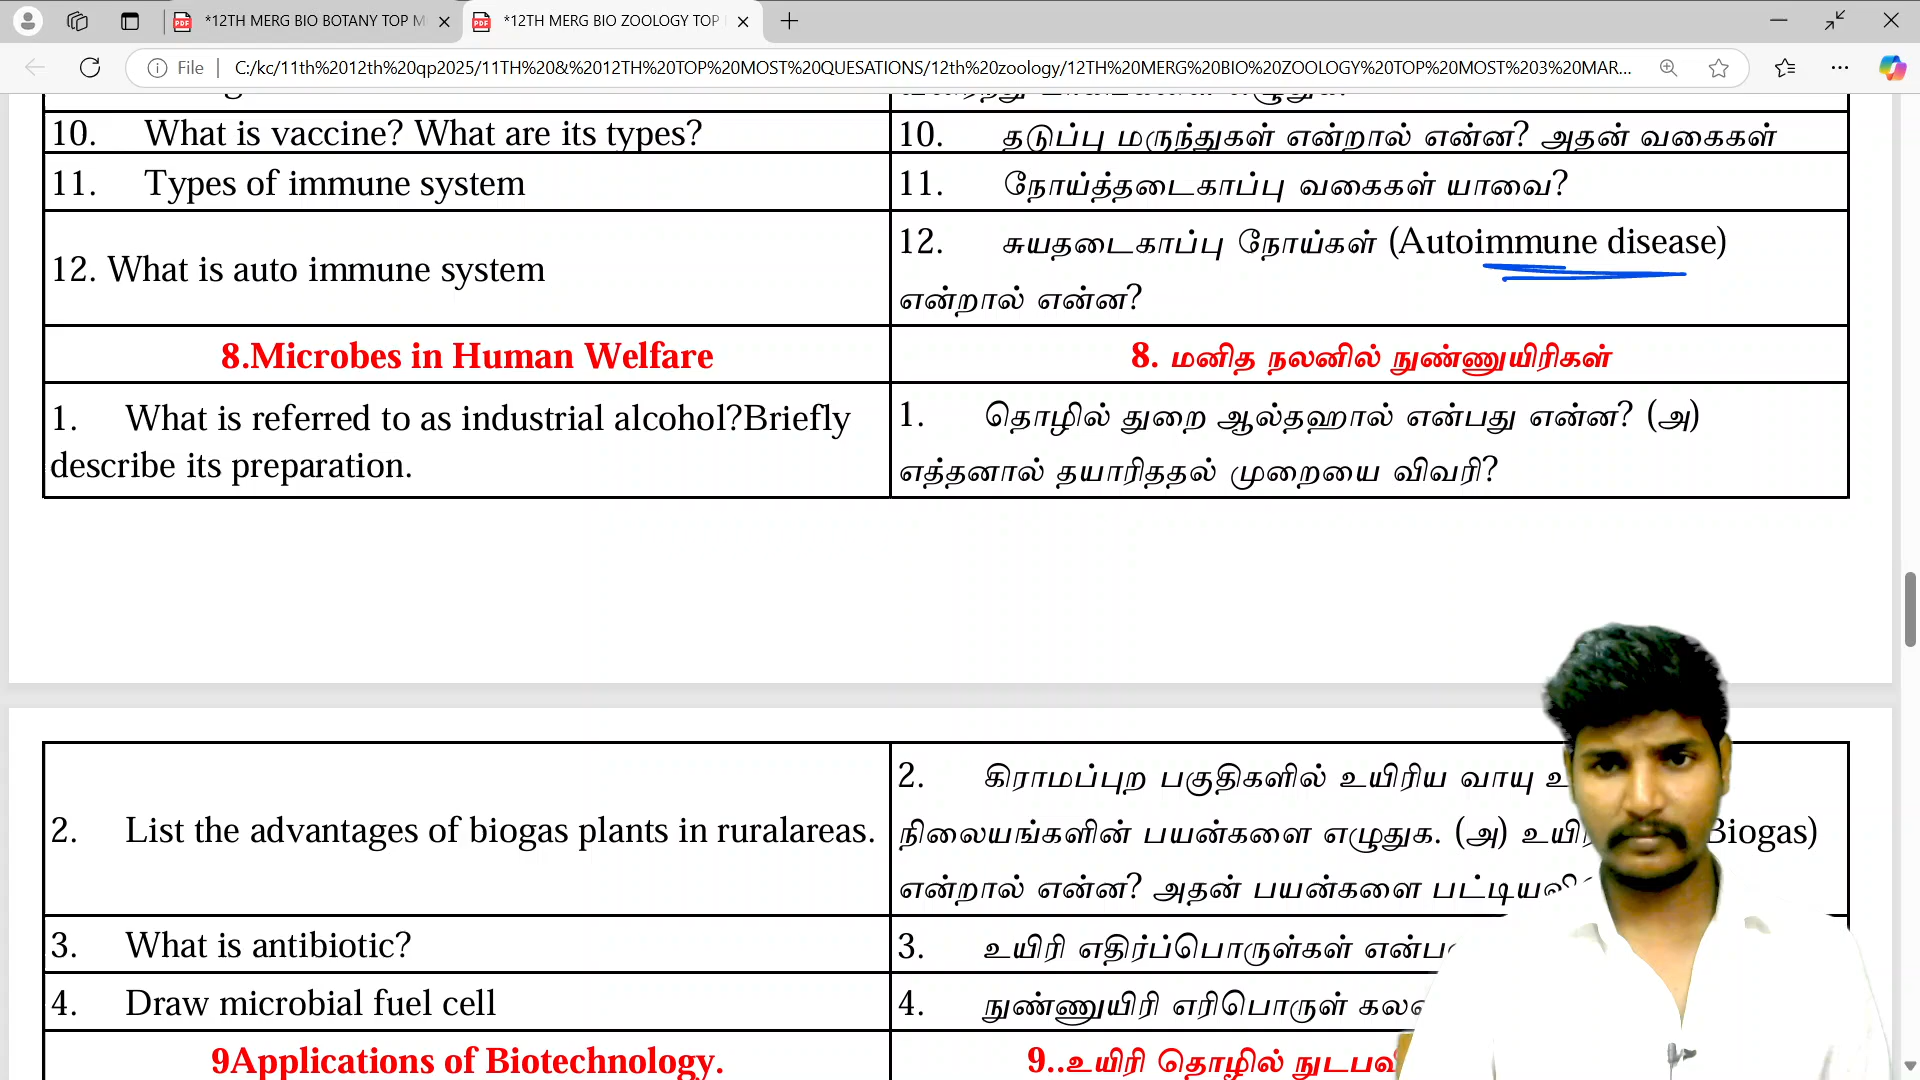 *12TH MERG BIO BOTANY TOP M
*12TH MERG BIO ZOOLOGY TOP
File
C:/kc/11th%2012th%20qp2025/11TH%20&%2012TH%20TOP%20MOST%20QUESATIONS/12th%20zoology/12TH%20MERG%20BIO%20ZOOLOGY%20TOP%20MOST%203%20MAR...
10. What is vaccine? What are its types?
10. தடுப்பு மருந்துகள் என்றால் என்ன? அதன் வகைகள்
11. Types of immune system
11. நோய்த்தடைகாப்பு வகைகள் யாவை?
12. What is auto immune system
12. சுயதடைகாப்பு நோய்கள் (Autoimmune disease)
என்றால் என்ன?
8.Microbes in Human Welfare
8. மனித நலனில் நுண்ணுயிரிகள்
1. What is referred to as industrial alcohol?Briefly
describe its preparation.
1. தொழில் துறை ஆல்தஹால் என்பது என்ன? (அ)
எத்தனால் தயாரிததல் முறையை விவரி?
2. List the advantages of biogas plants in ruralareas.
2. கிராமப்புற பகுதிகளில் உயிரிய வாயு
நிலையங்களின் பயன்களை எழுதுக. (அ) Biogas)
என்றால் என்ன? அதன் பயன்களை
3. What is antibiotic?
3. உயிரி எதிர்ப்பொருள்கள்
4. Draw microbial fuel cell
4. நுண்ணுயிரி எரிபொருள்
9Applications of Biotechnology.
9..உயிரி தொழில்